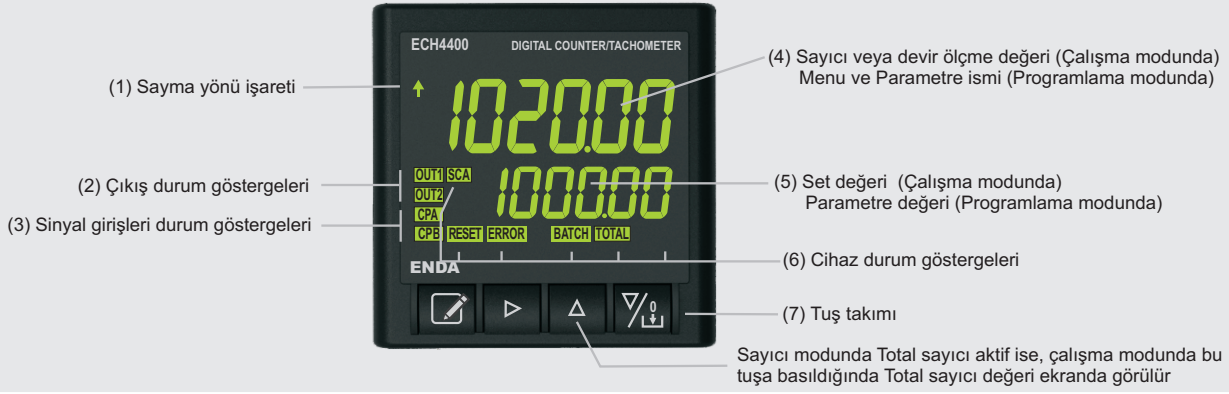 ECH4400 DIGITAL COUNTER/TACHOMETER
(1) Sayma yönü işareti
1020.00
(4) Sayıcı veya devir ölçme değeri (Çalışma modunda)
Menu ve Parametre ismi (Programlama modunda)
(2) Çıkış durum göstergeleri
OUT1 SCA
OUT2
1000.00
(5) Set değeri (Çalışma modunda)
Parametre değeri (Programlama modunda)
(3) Sinyal girişleri durum göstergeleri
CPA
CPB RESET ERROR BATCH TOTAL
(6) Cihaz durum göstergeleri
ENDA
0
(7) Tuş takımı
Sayıcı modunda Total sayıcı aktif ise, çalışma modunda bu
tuşa basıldığında Total sayıcı değeri ekranda görülür